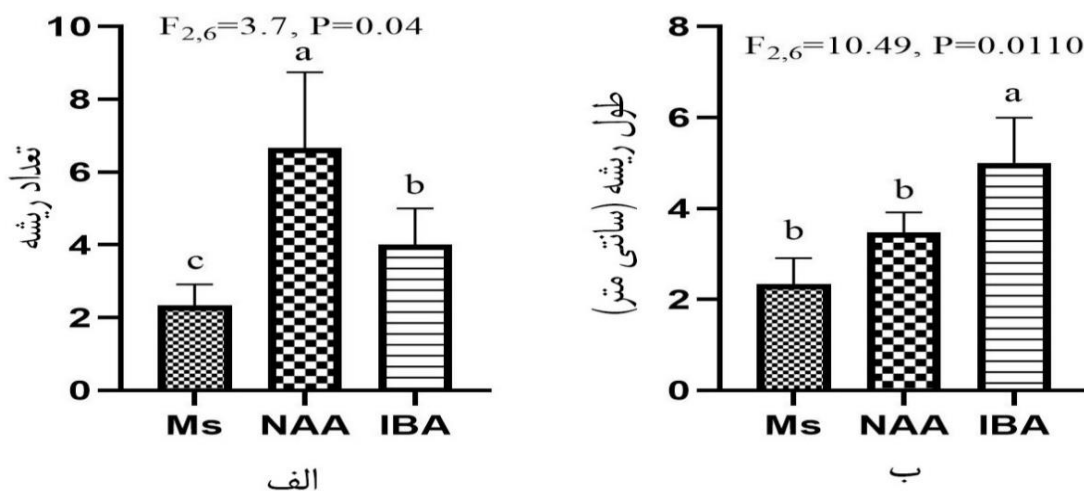 F2,6=3.7, P=0.04
تعداد ریشه
10
8
6
4
2
0
a
b
c
Ms NAA IBA
الف
F2,6=10.49, P=0.0110
طول ریشه (سانتی متر)
8
6
4
2
0
a
b
b
Ms NAA IBA
ب